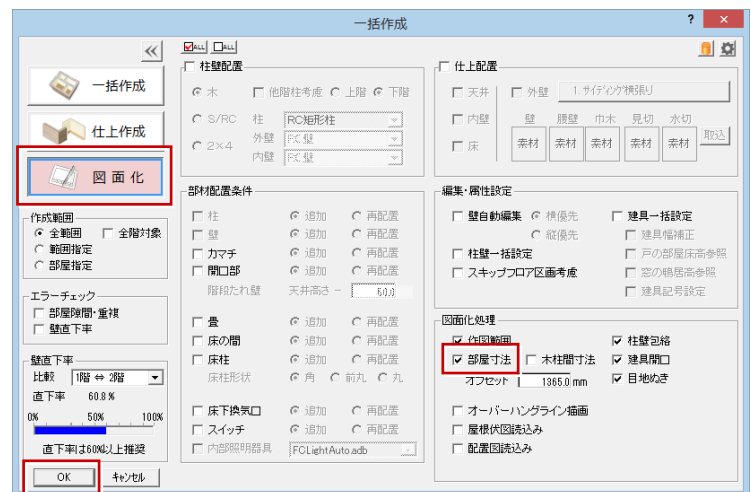 一括作成
? ×
≪
ALL ALL
一括作成
仕上作成
図面化
作成範囲
全範囲 全階対象
範囲指定
部屋指定
エラーチェック
部屋隙間・重複
壁直下率
壁直下率
比較 1階 ⇔ 2階
直下率 60.8 %
0% 50% 100%
直下率は60%以上推奨
OK キャンセル
柱壁配置
木 他階柱考慮 上階 下階
S/RC 柱 RC矩形柱
2×4 外壁 RC壁
内壁 RC壁
部材配置条件
柱 追加 再配置
壁 追加 再配置
カマチ 追加 再配置
開口部 追加 再配置
階段たれ壁 天井高さ － 60.0
畳 追加 再配置
床の間 追加 再配置
床柱 追加 再配置
床柱形状 角 前丸 丸
床下換気口 追加 再配置
スイッチ 追加 再配置
内部照明器具 FCLightAuto.adb
仕上配置
天井 外壁 1. サイディング横張り
内壁 壁 腰壁 巾木 見切 水切
床 素材 素材 素材 素材 素材 取込
編集・属性設定
壁自動編集 横優先 建具一括設定
縦優先 建具幅補正
柱壁一括設定 戸の部屋床高参照
スキップフロア区画考慮 窓の鴨居高参照
建具記号設定
図面化処理
作図範囲 柱壁包絡
部屋寸法 木柱間寸法 建具開口
オフセット 1365.0 mm 目地ぬき
オーバーハングライン描画
屋根伏図読込み
配置図読込み